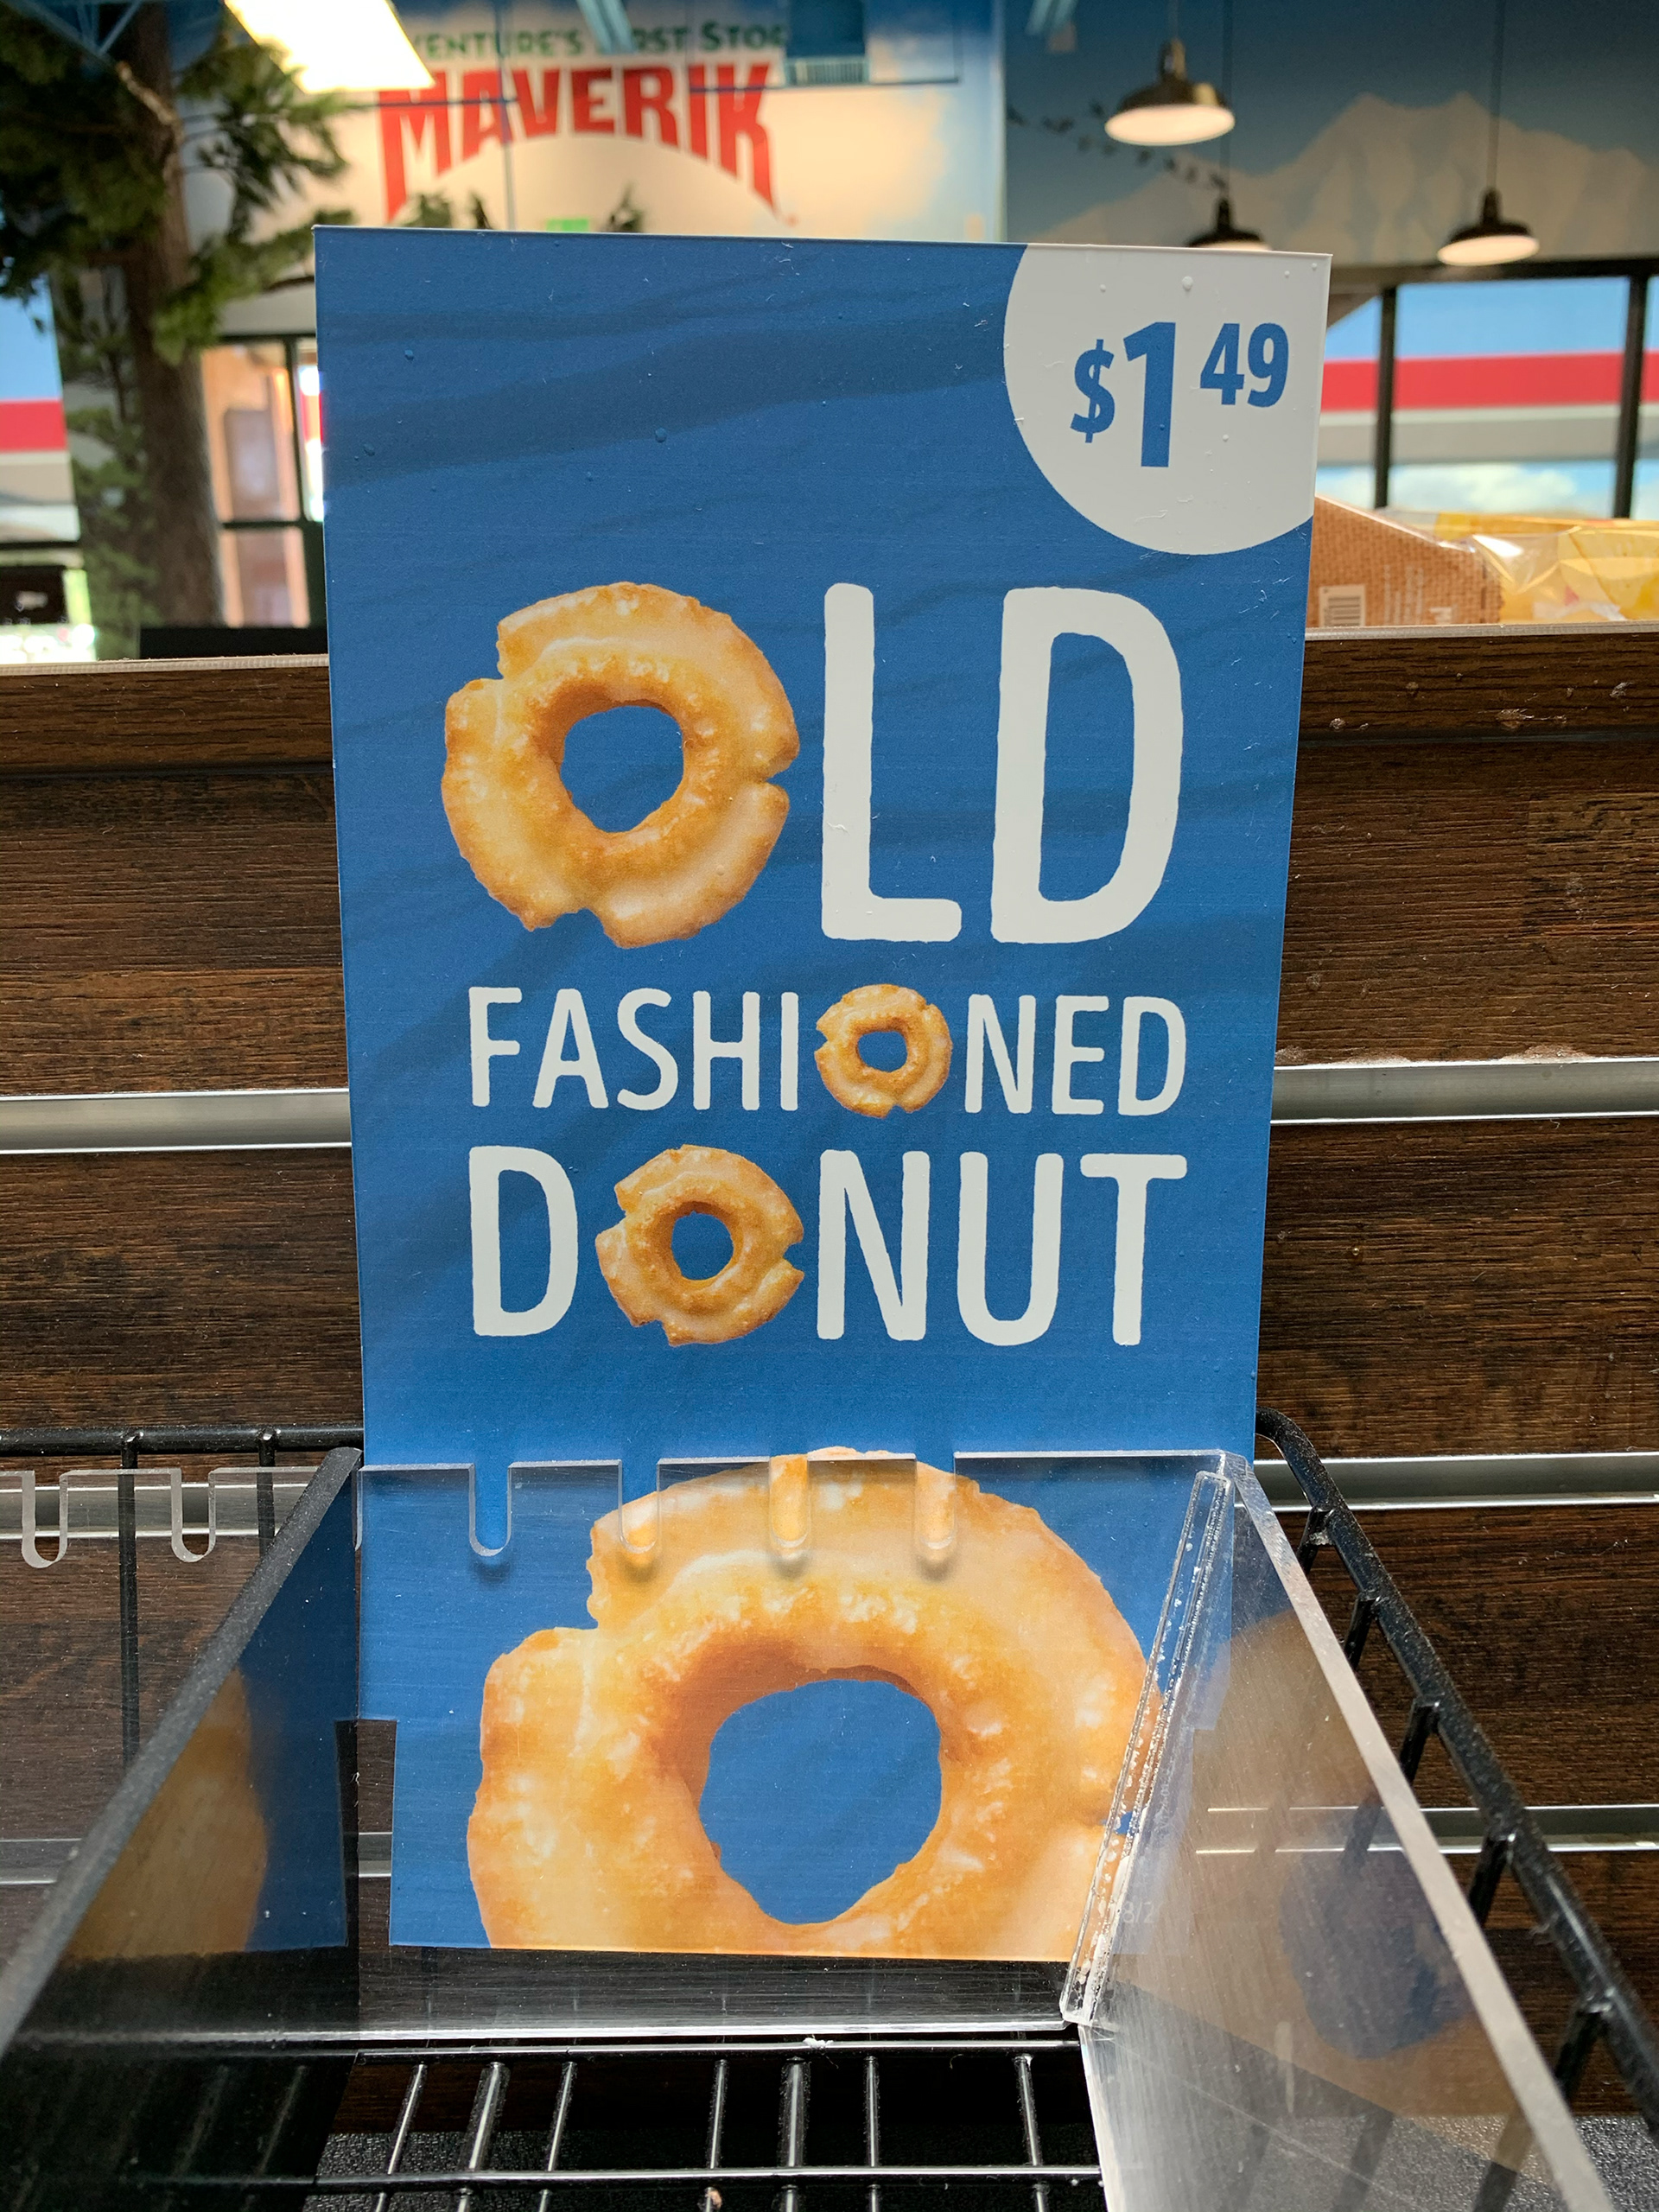 MAVERIK
$1 49
OLD
FASHIONED
DONUT